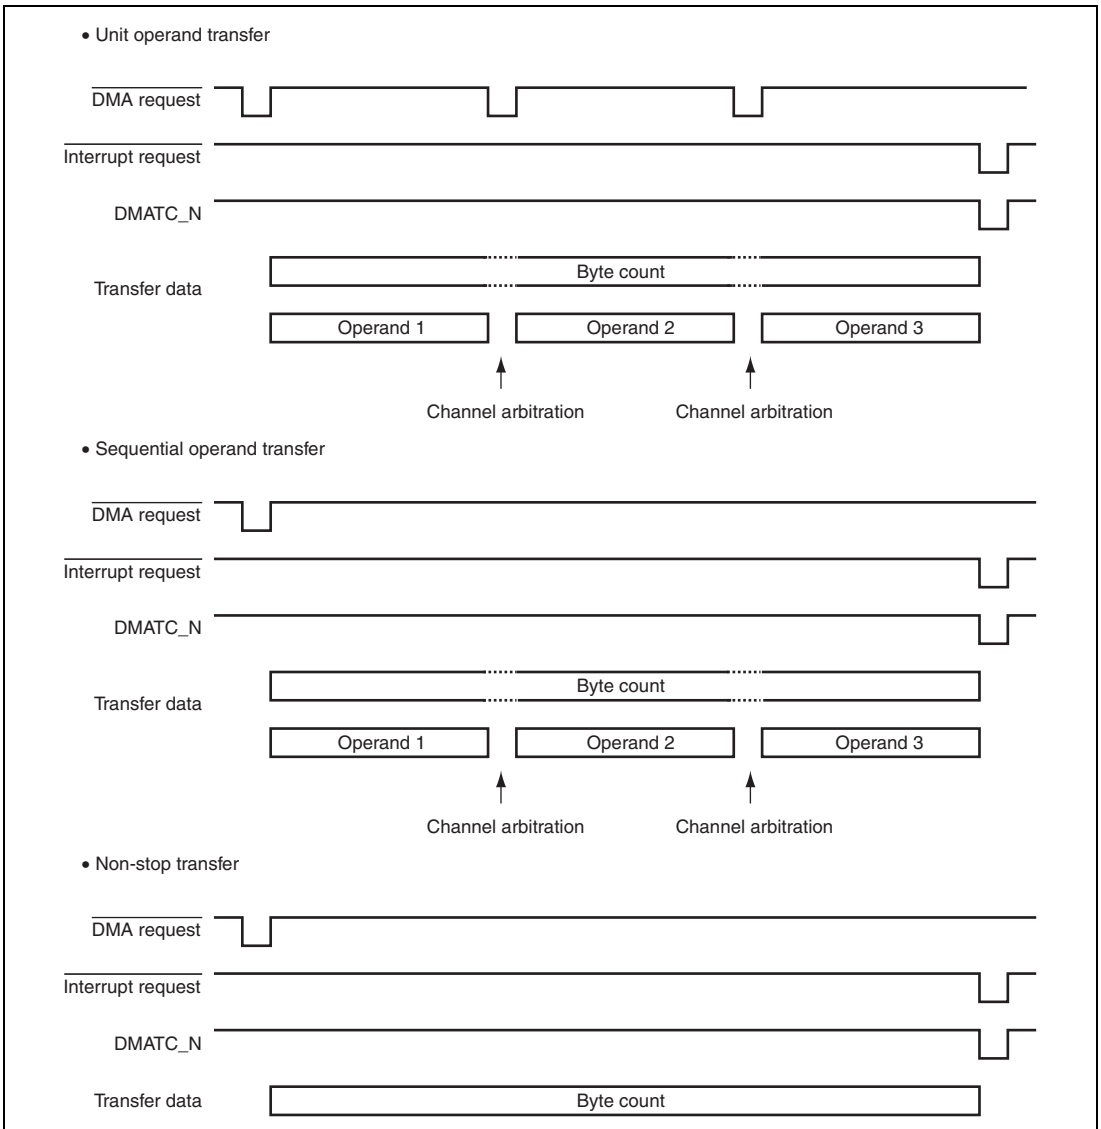 • Unit operand transfer
DMA request
Interrupt request
DMATC_N
Byte count
Transfer data
Operand 1 Operand 2 Operand 3
Channel arbitration Channel arbitration
• Sequential operand transfer
DMA request
Interrupt request
DMATC_N
Byte count
Transfer data
Operand 1 Operand 2 Operand 3
Channel arbitration Channel arbitration
• Non-stop transfer
DMA request
Interrupt request
DMATC_N
Transfer data Byte count